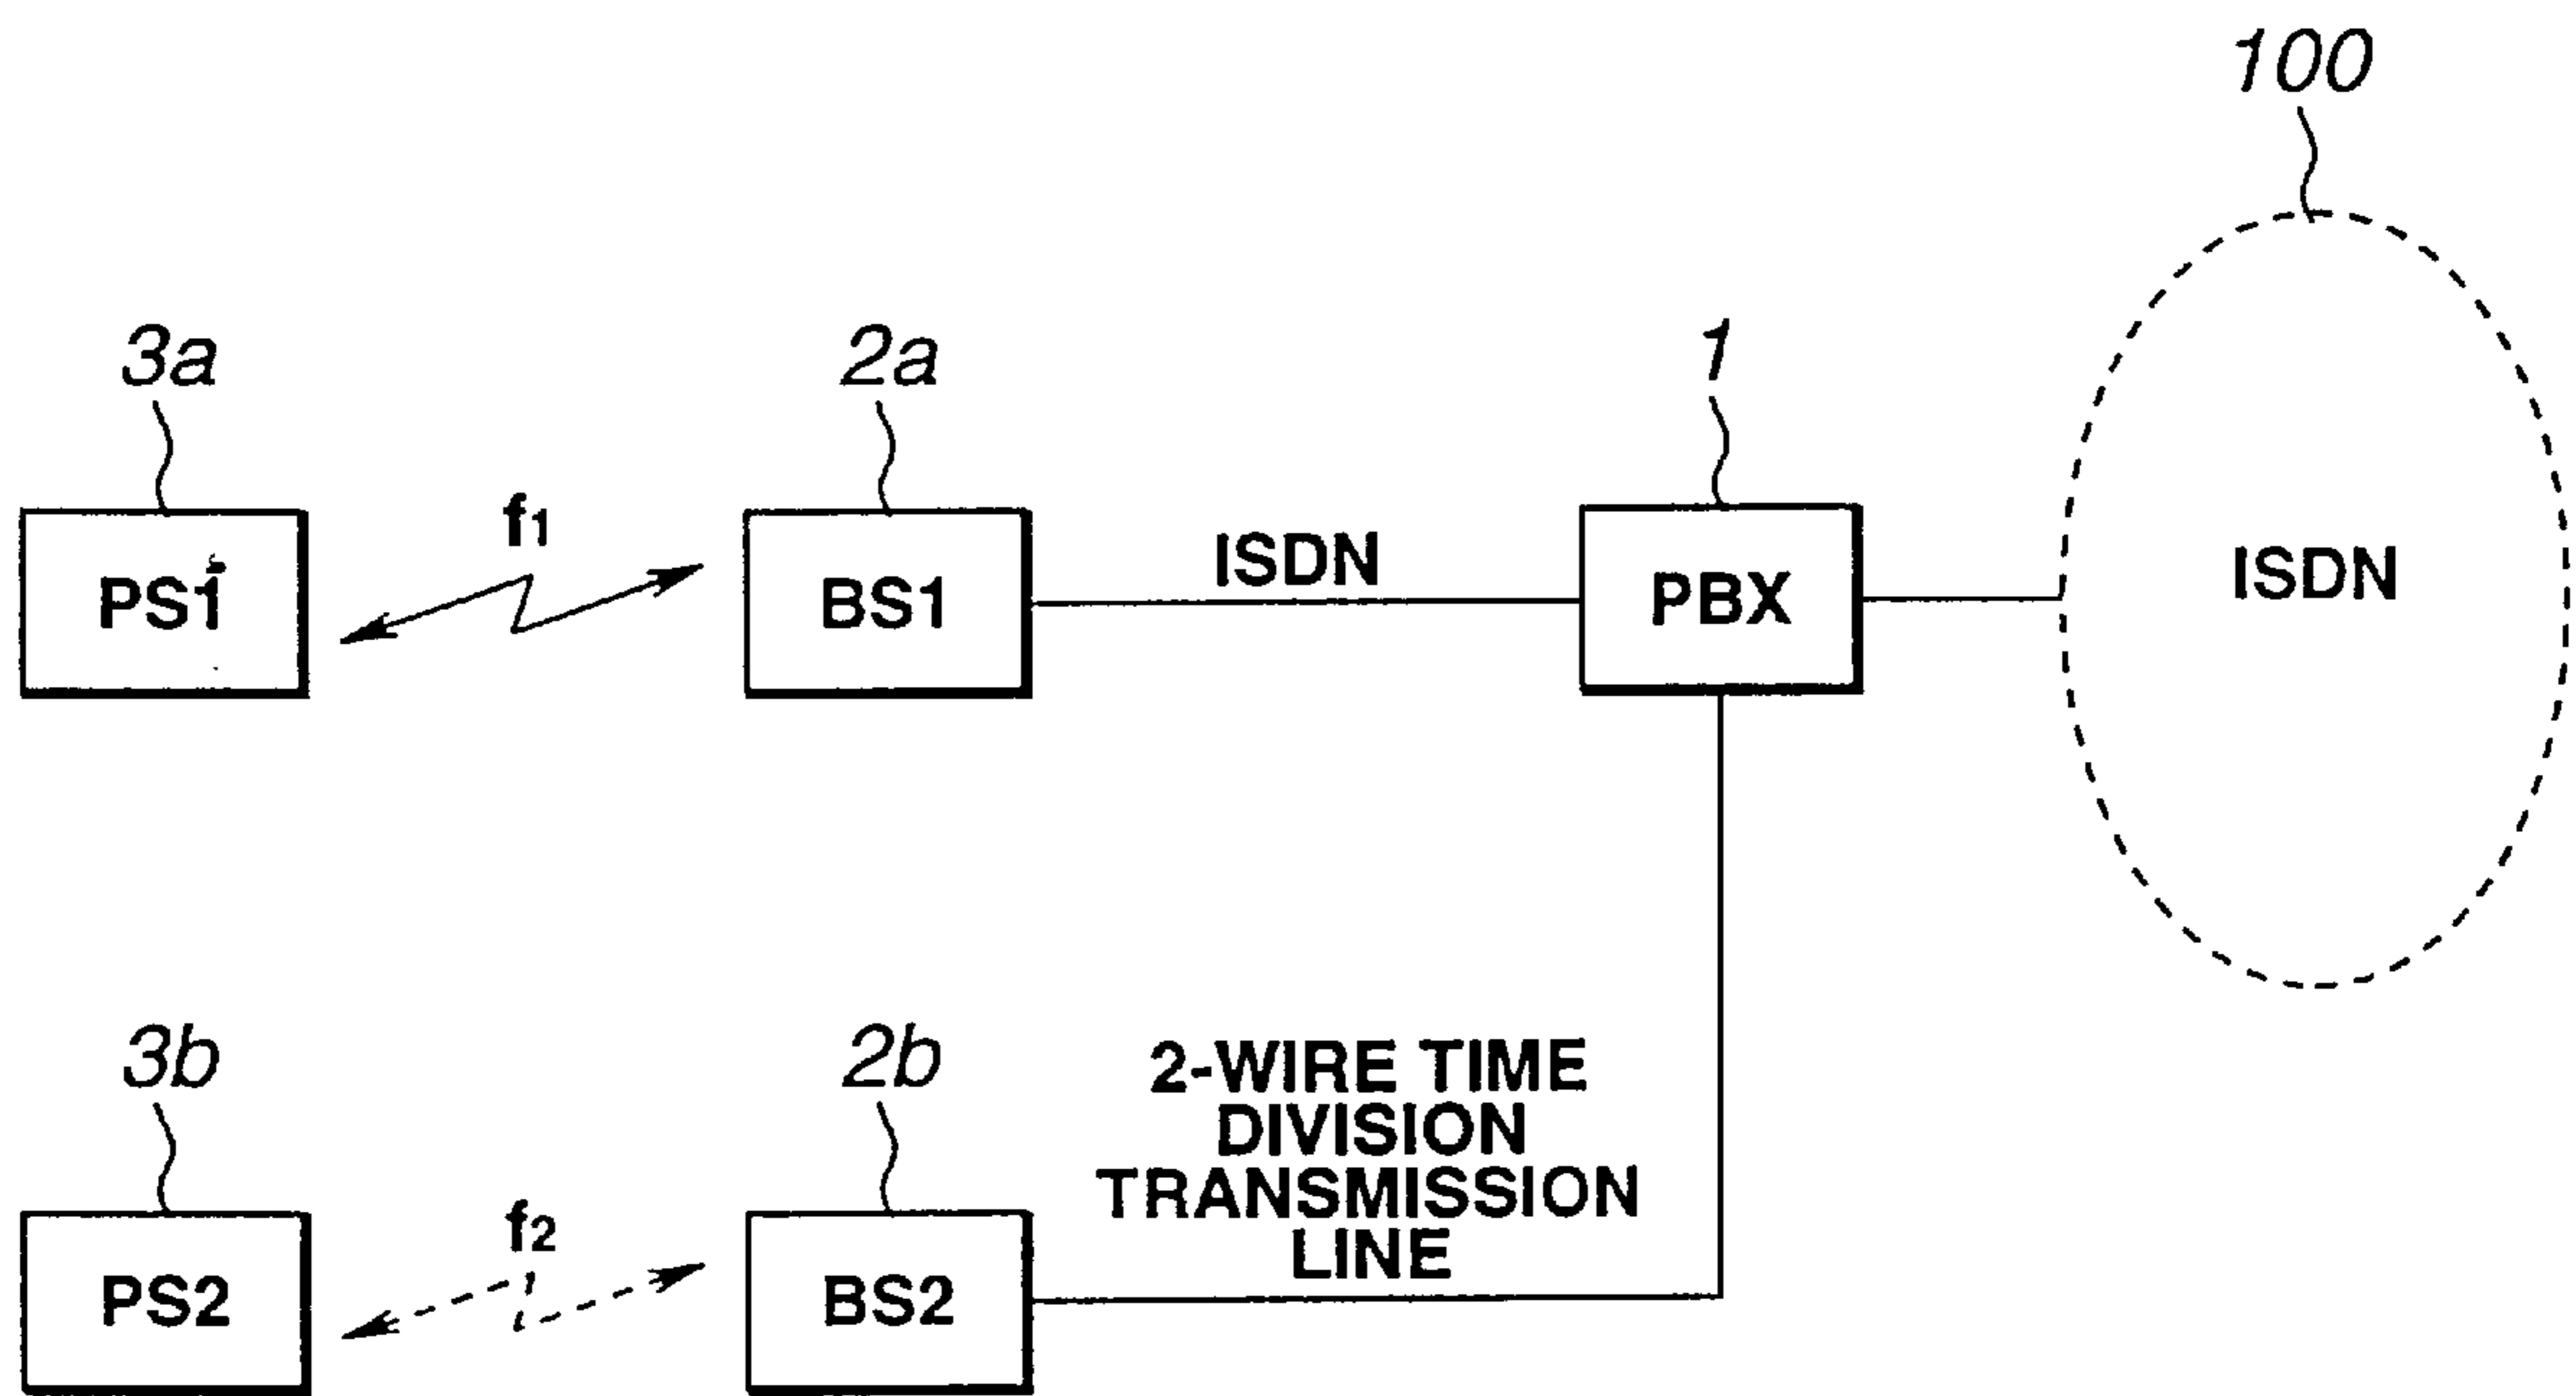 100
3a
2a
1
f1
PS1
BS1
ISDN
PBX
ISDN
3b
2b
2-WIRE TIME
DIVISION
TRANSMISSION
LINE
f2
PS2
BS2